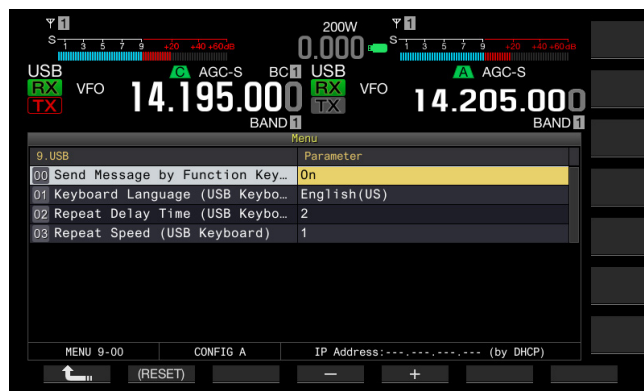 1 200W 1
S 1 3 5 7 9 +20 +40 +60dB 0.000 S 1 3 5 7 9 +20 +40 +60dB
USB C AGC-S BC 1 USB A AGC-S
RX VFO 14.195.000 RX VFO 14.205.000
TX TX
BAND 1 BAND 1
Menu
9.USB Parameter
00 Send Message by Function Key… On
01 Keyboard Language (USB Keybo… English(US)
02 Repeat Delay Time (USB Keybo… 2
03 Repeat Speed (USB Keyboard) 1
MENU 9-00 CONFIG A IP Address:---.---.---.--- (by DHCP)
(RESET) － +